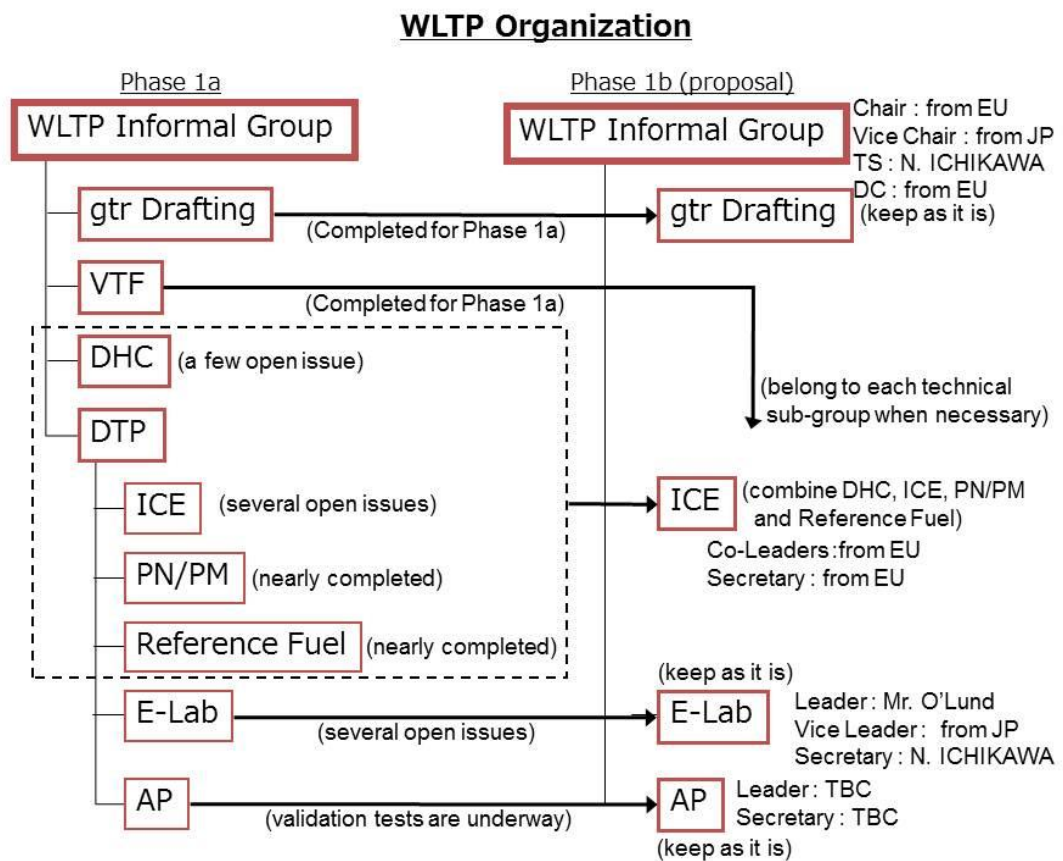 WLTP Organization
Phase 1a
Phase 1b (proposal)
WLTP Informal Group
WLTP Informal Group
Chair : from EU
Vice Chair : from JP
TS : N. ICHIKAWA
DC : from EU
(keep as it is)
gtr Drafting
(Completed for Phase 1a)
gtr Drafting
VTF
(Completed for Phase 1a)
(belong to each technical
sub-group when necessary)
DHC
(a few open issue)
DTP
ICE
(several open issues)
PN/PM
(nearly completed)
Reference Fuel
(nearly completed)
ICE
(combine DHC, ICE, PN/PM
and Reference Fuel)
Co-Leaders :from EU
Secretary : from EU
E-Lab
(several open issues)
(keep as it is)
E-Lab
Leader : Mr. O'Lund
Vice Leader : from JP
Secretary : N. ICHIKAWA
AP
(validation tests are underway)
AP
Leader : TBC
Secretary : TBC
(keep as it is)